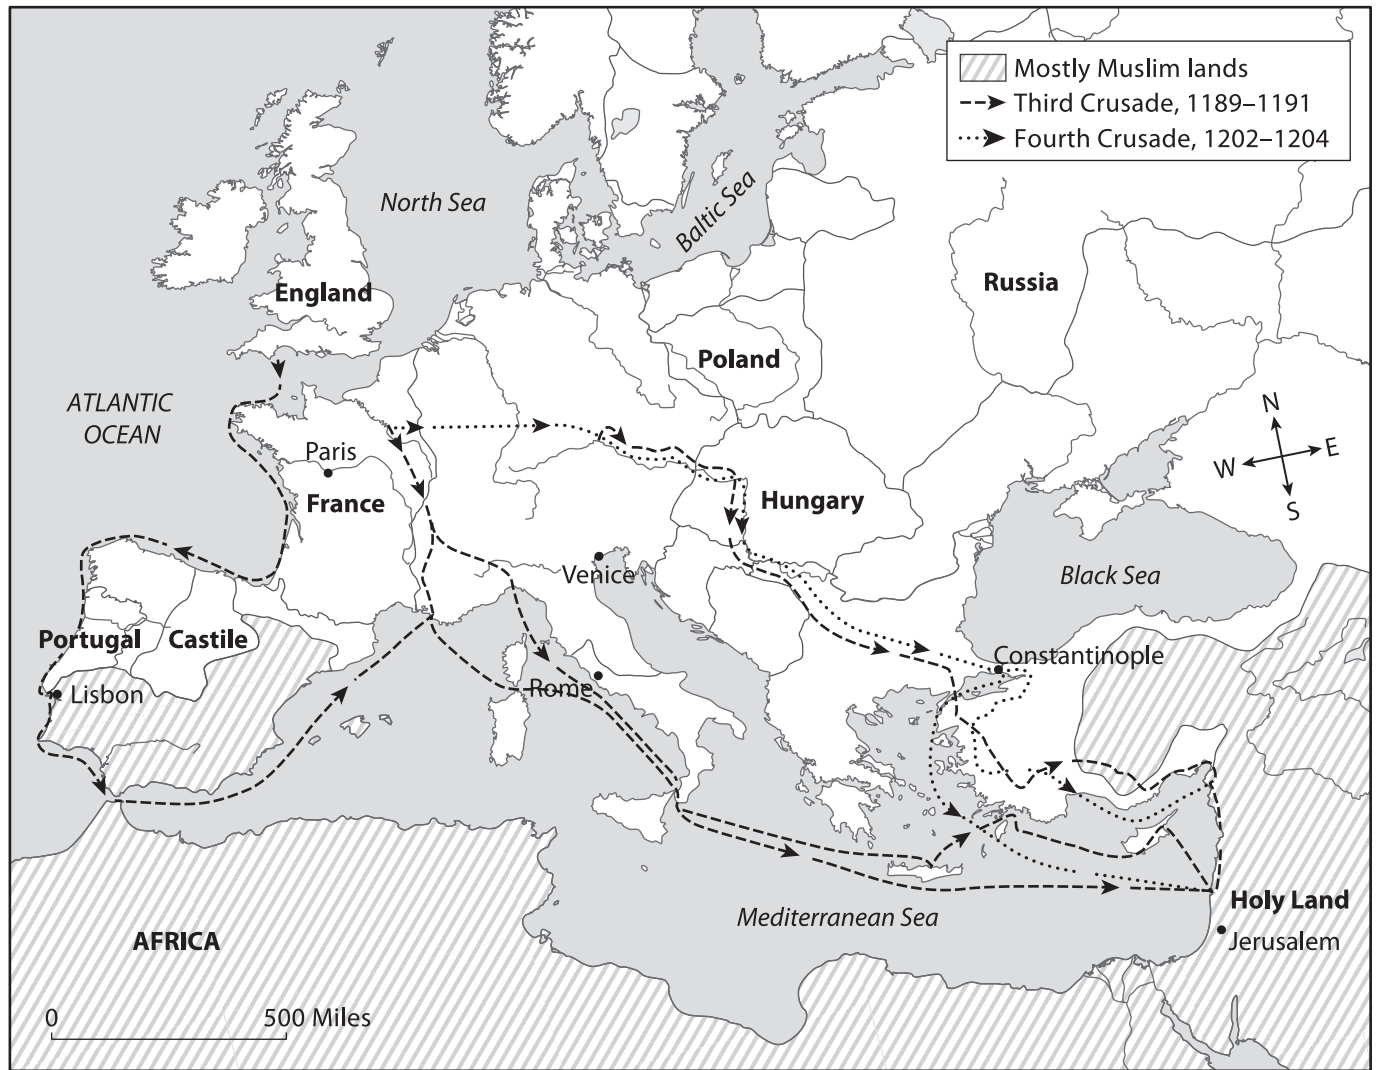 Mostly Muslim lands
Third Crusade, 1189–1191
Fourth Crusade, 1202–1204
North Sea
Baltic Sea
England
Russia
Poland
ATLANTIC
OCEAN
N
W
E
S
Paris
France
Hungary
Venice
Black Sea
Portugal
Castile
Constantinople
Lisbon
Rome
Holy Land
Mediterranean Sea
Jerusalem
AFRICA
0
500 Miles